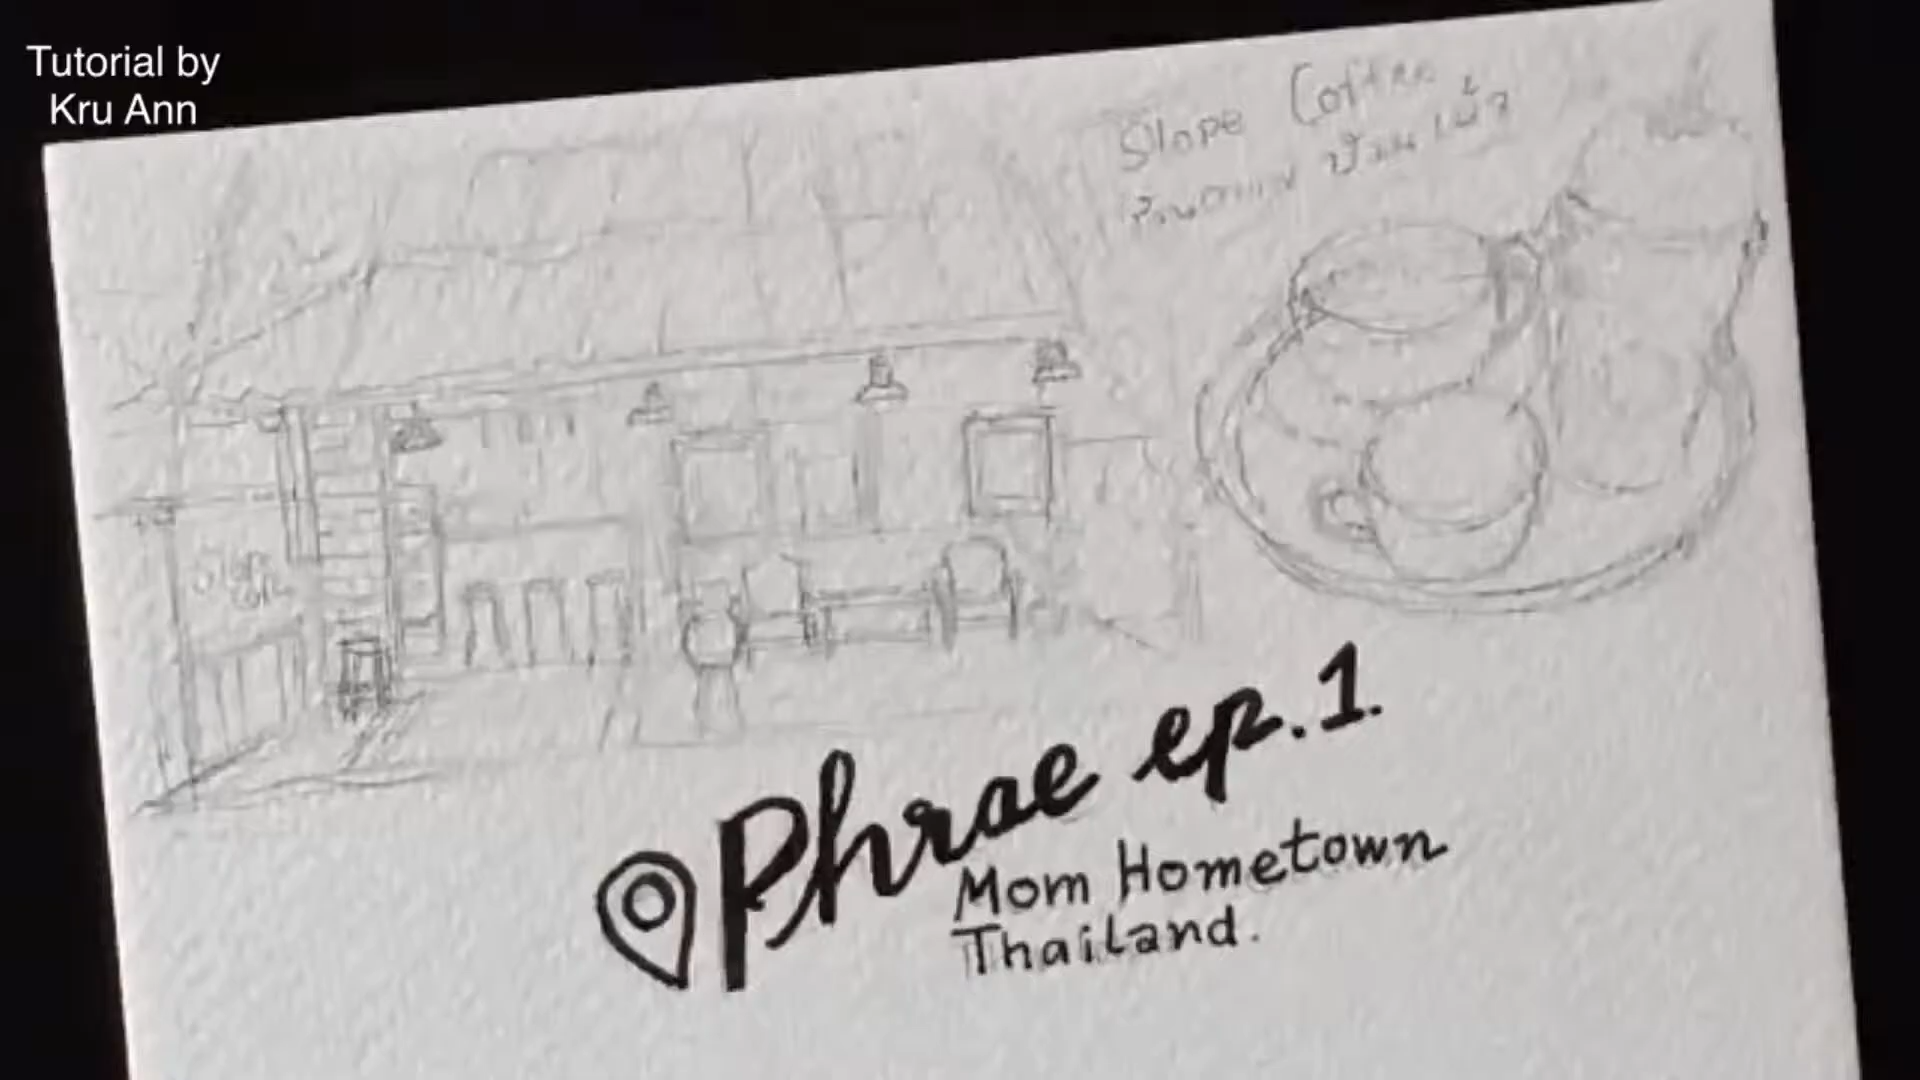 Tutorial by
Kru Ann
Slope Coffee
Phrae ep.1.
Mom Hometown
Thailand.